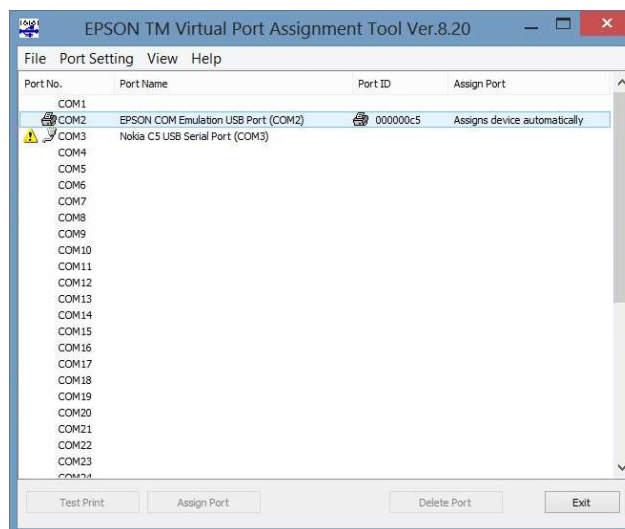 EPSON TM Virtual Port Assignment Tool Ver.8.20
File Port Setting View Help
Port No. Port Name Port ID Assign Port
COM1
COM2 EPSON COM Emulation USB Port (COM2) 000000c5 Assigns device automatically
COM3 Nokia C5 USB Serial Port (COM3)
COM4
COM5
COM6
COM7
COM8
COM9
COM10
COM11
COM12
COM13
COM14
COM15
COM16
COM17
COM18
COM19
COM20
COM21
COM22
COM23
COM24
Test Print Assign Port Delete Port Exit